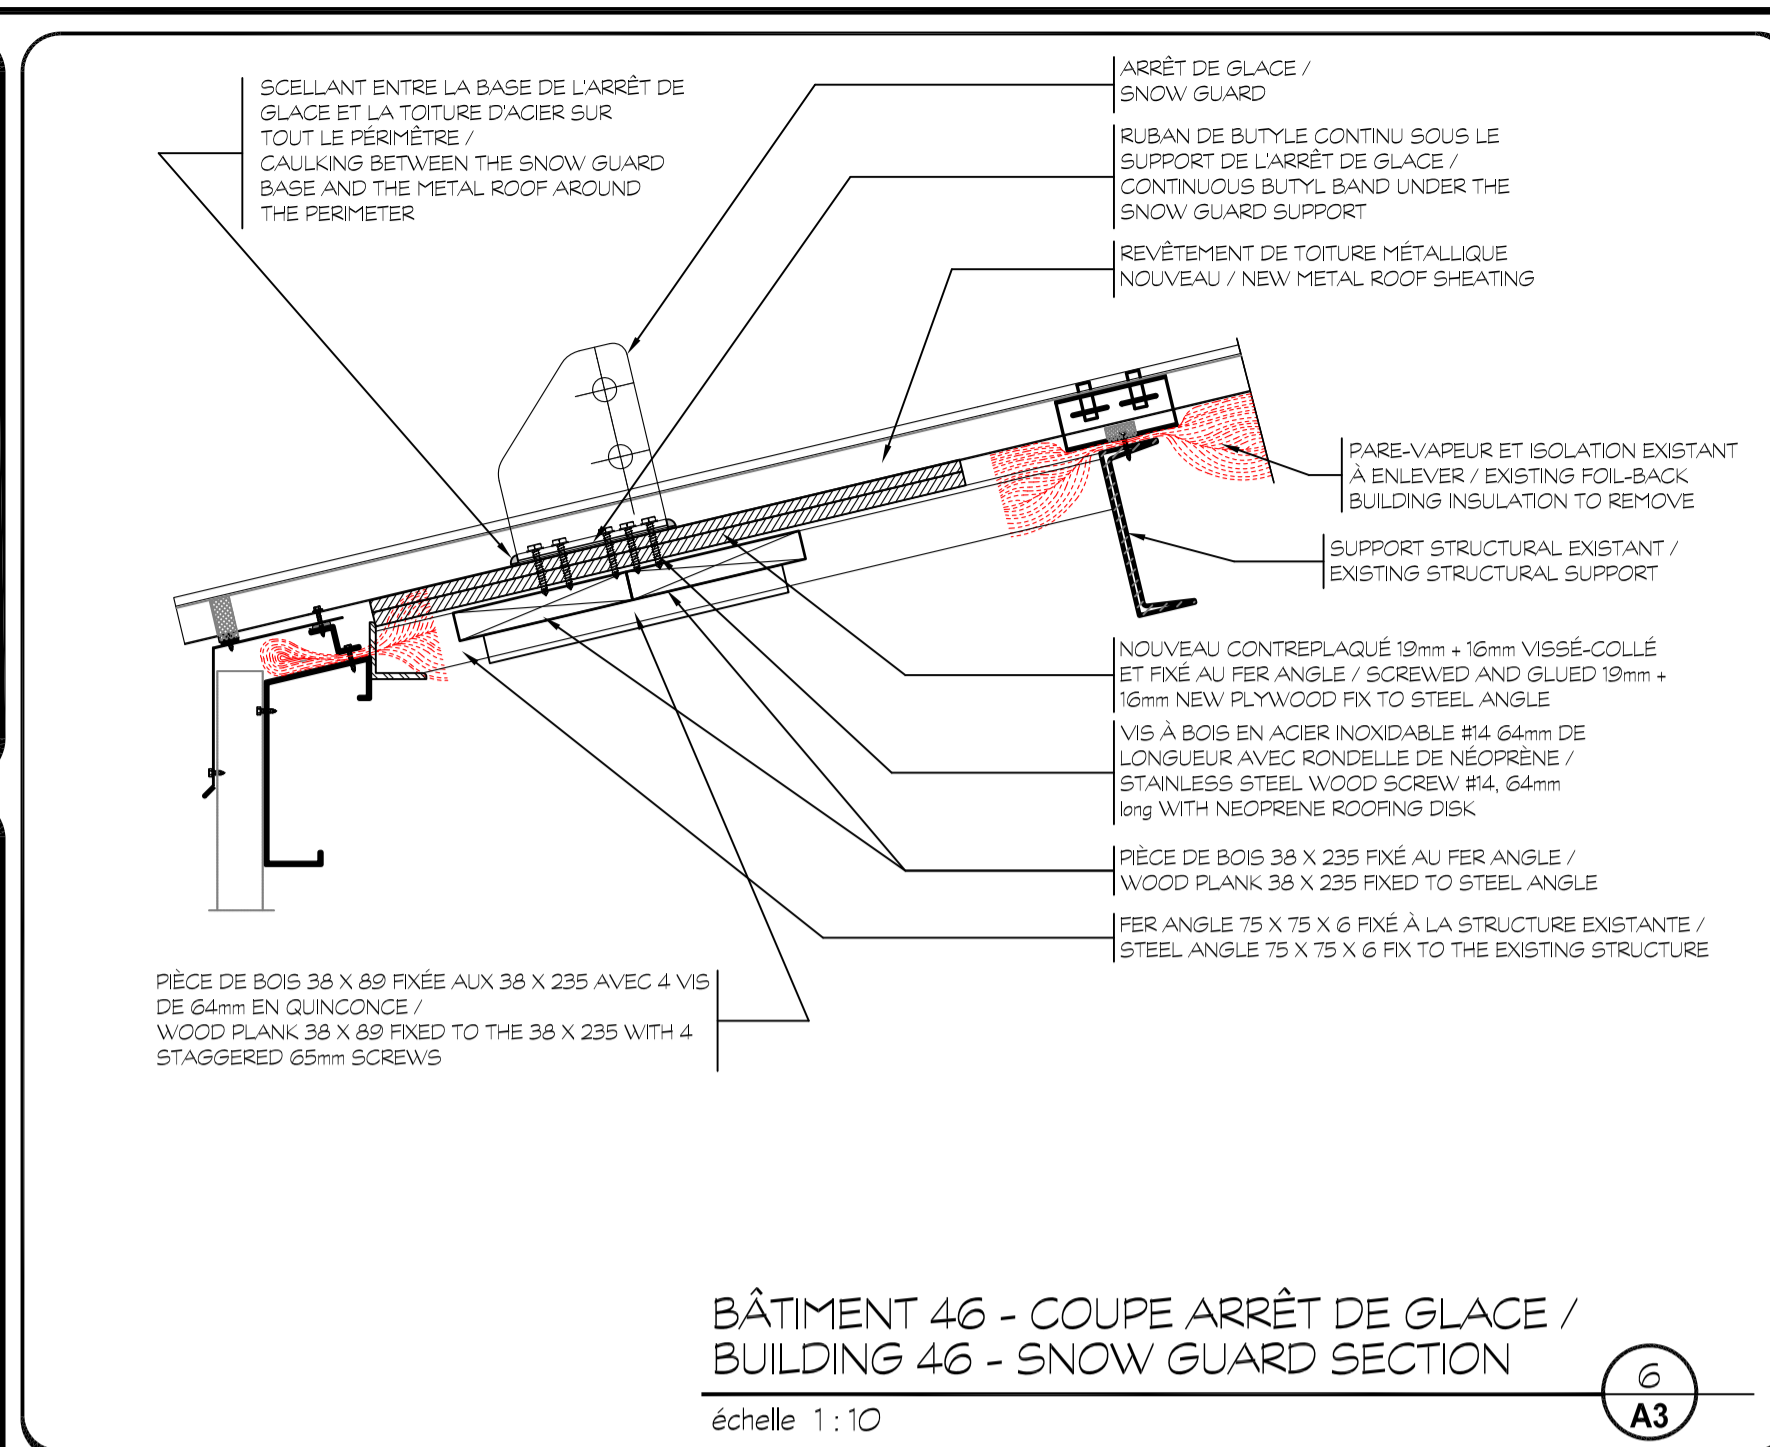 SCELLANT ENTRE LA BASE DE L'ARRÊT DE
GLACE ET LA TOITURE D'ACIER SUR
TOUT LE PÉRIMÊTRE /
CAULKING BETWEEN THE SNOW GUARD
BASE AND THE METAL ROOF AROUND
THE PERIMETER
ARRÊT DE GLACE /
SNOW GUARD
RUBAN DE BUTYLE CONTINU SOUS LE
SUPPORT DE L'ARRÊT DE GLACE /
CONTINUOUS BUTYL BAND UNDER THE
SNOW GUARD SUPPORT
REVÊTEMENT DE TOITURE MÉTALLIQUE
NOUVEAU / NEW METAL ROOF SHEATING
PARE-VAPEUR ET ISOLATION EXISTANT
À ENLEVER / EXISTING FOIL-BACK
BUILDING INSULATION TO REMOVE
SUPPORT STRUCTURAL EXISTANT /
EXISTING STRUCTURAL SUPPORT
NOUVEAU CONTREPLAQUÉ 19mm + 16mm VISSÉ-COLLÉ
ET FIXÉ AU FER ANGLE / SCREWED AND GLUED 19mm +
16mm NEW PLYWOOD FIX TO STEEL ANGLE
VIS À BOIS EN ACIER INOXIDABLE #14 64mm DE
LONGUEUR AVEC RONDELLE DE NÉOPRÈNE /
STAINLESS STEEL WOOD SCREW #14, 64mm
long WITH NEOPRENE ROOFING DISK
PIÈCE DE BOIS 38 X 235 FIXÉ AU FER ANGLE /
WOOD PLANK 38 X 235 FIXED TO STEEL ANGLE
FER ANGLE 75 X 75 X 6 FIXÉ À LA STRUCTURE EXISTANTE /
STEEL ANGLE 75 X 75 X 6 FIX TO THE EXISTING STRUCTURE
PIÈCE DE BOIS 38 X 89 FIXÉE AUX 38 X 235 AVEC 4 VIS
DE 64mm EN QUINCONCE /
WOOD PLANK 38 X 89 FIXED TO THE 38 X 235 WITH 4
STAGGERED 65mm SCREWS
BÂTIMENT 46 - COUPE ARRÊT DE GLACE /
BUILDING 46 - SNOW GUARD SECTION
échelle 1 : 10
6
A3